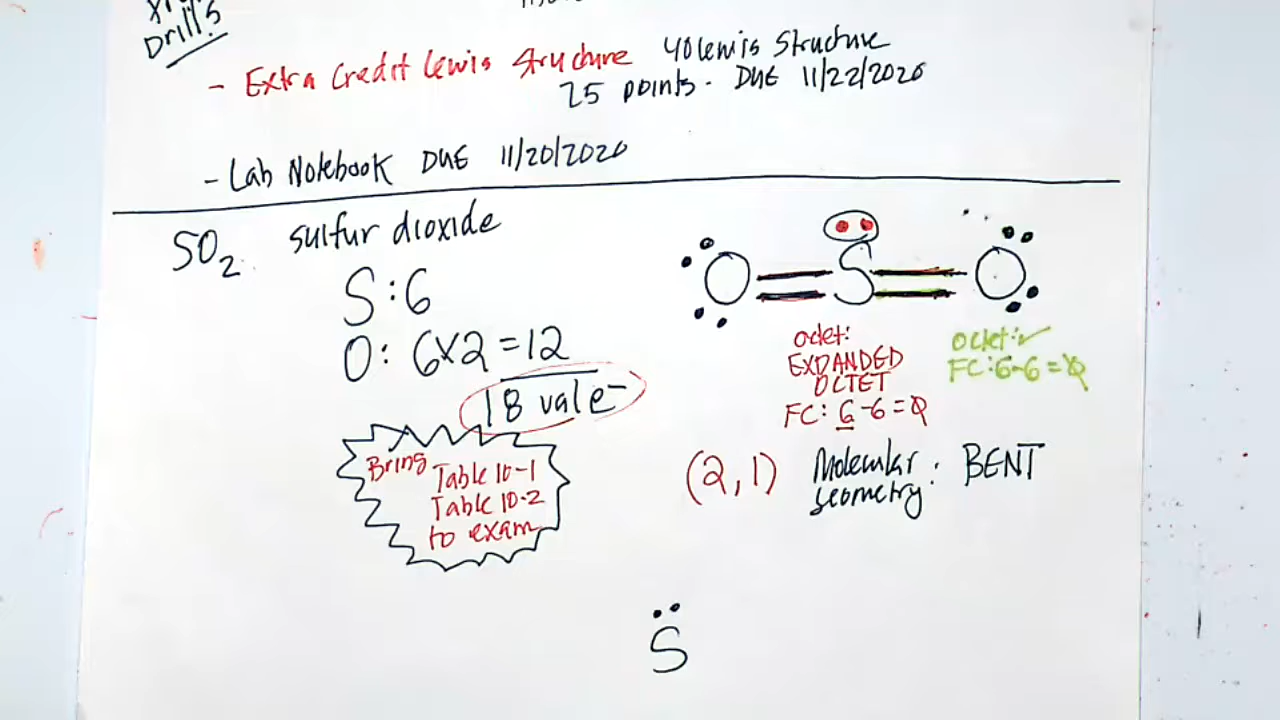 Drills
- Extra Credit Lewis Structure 40 lewis Structure
25 points. DUE 11/22/2020
- Lab Notebook DUE 11/20/2020
SO2 sulfur dioxide
S:6
O: 6x2 =12
18 val e-
Bring Table 10-1
Table 10-2
to exam
O S O
octet:
EXPANDED
OCTET
FC: 6-6=0
octet: ✓
FC:6-6=0
(2,1) Molecular geometry: BENT
S